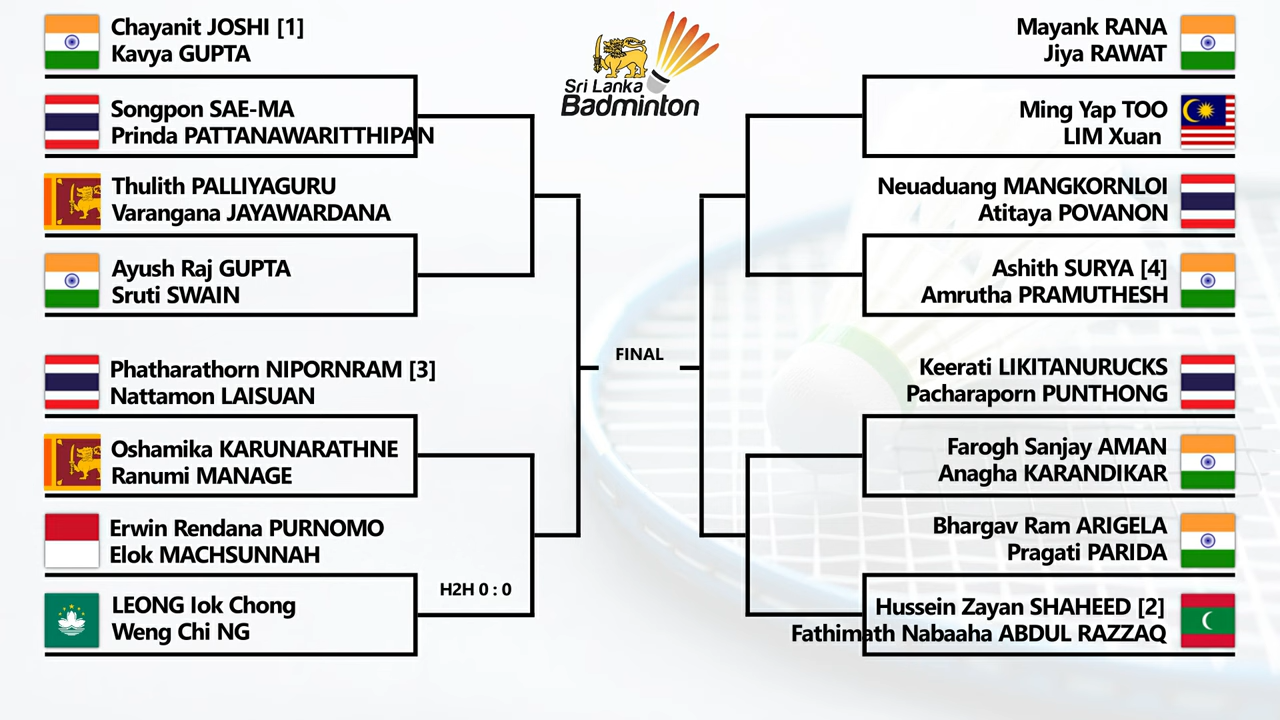 Chayanit JOSHI [1]
Kavya GUPTA
Songpon SAE-MA
Prinda PATTANAWARITTHIPAN
Thulith PALLIYAGURU
Varangana JAYAWARDANA
Ayush Raj GUPTA
Sruti SWAIN
Phatharathorn NIPORNRAM [3]
Nattamon LAISUAN
Oshamika KARUNARATHNE
Ranumi MANAGE
Erwin Rendana PURNOMO
Elok MACHSUNNAH
H2H 0 : 0
LEONG Iok Chong
Weng Chi NG
Sri Lanka
Badminton
FINAL
Mayank RANA
Jiya RAWAT
Ming Yap TOO
LIM Xuan
Neuaduang MANGKORNLOI
Atitaya POVANON
Ashith SURYA [4]
Amrutha PRAMUTHESH
Keerati LIKITANURUCKS
Pacharaporn PUNTHONG
Farogh Sanjay AMAN
Anagha KARANDIKAR
Bhargav Ram ARIGELA
Pragati PARIDA
Hussein Zayan SHAHEED [2]
Fathimath Nabaaha ABDUL RAZZAQ